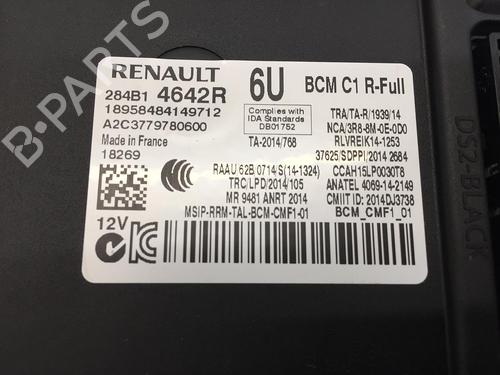 RENAULT
284B1 4642R
18958484149712
A2C3779780600
Made in France
18269
6U
BCM C1 R-Full
Complies with
IDA Standards
DB01752
TA-2014/768
TRA/TA-R/1939/14
NCA/3R8-8M-0E-0D0
RLVREIK14-1253
37625/SDPPI/2014 2684
RAAU 62B 0714/S(14-1324)
CCAH15LP0030T8
TRC/LPD/2014/105
ANATEL 4069-14-2149
MR 9481 ANRT 2014
CMIIT ID: 2014DJ3738
MSIP-RRM-TAL-BCM-CMF1-01
BCM_CMF1_01
12V
DS2-BLACK